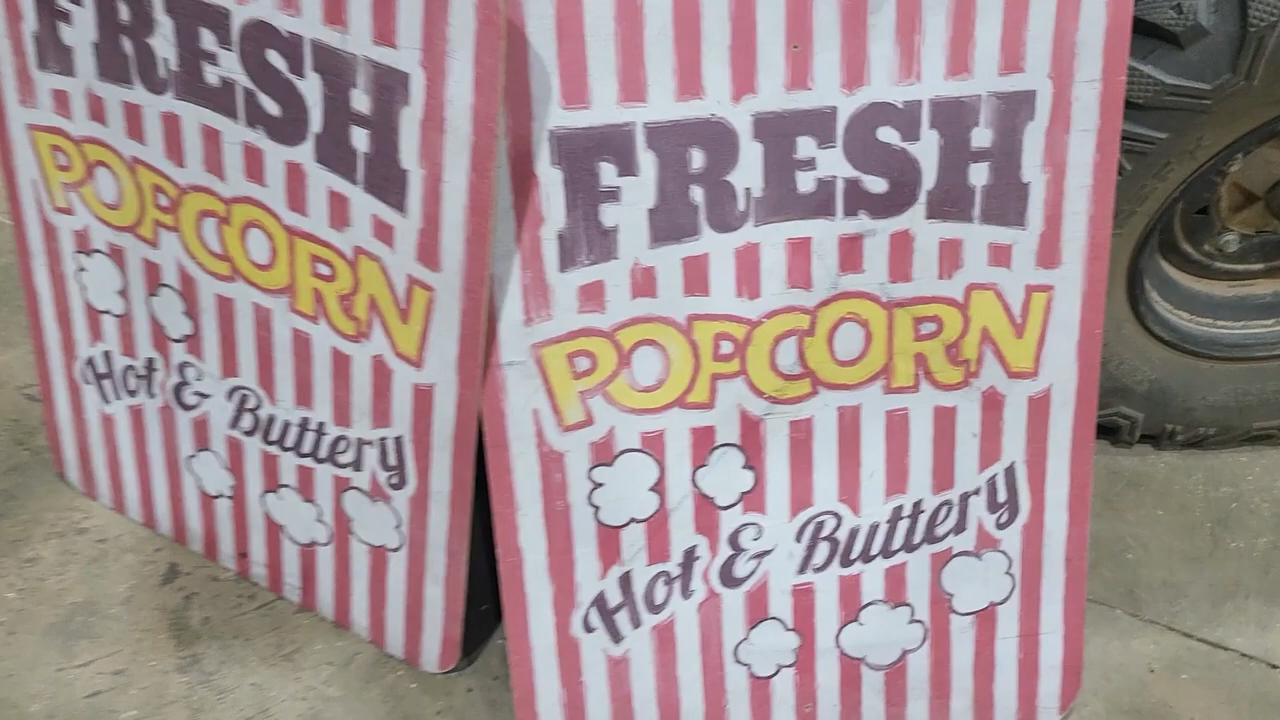 FRESH
POPCORN
Hot & Buttery
FRESH
POPCORN
Hot & Buttery